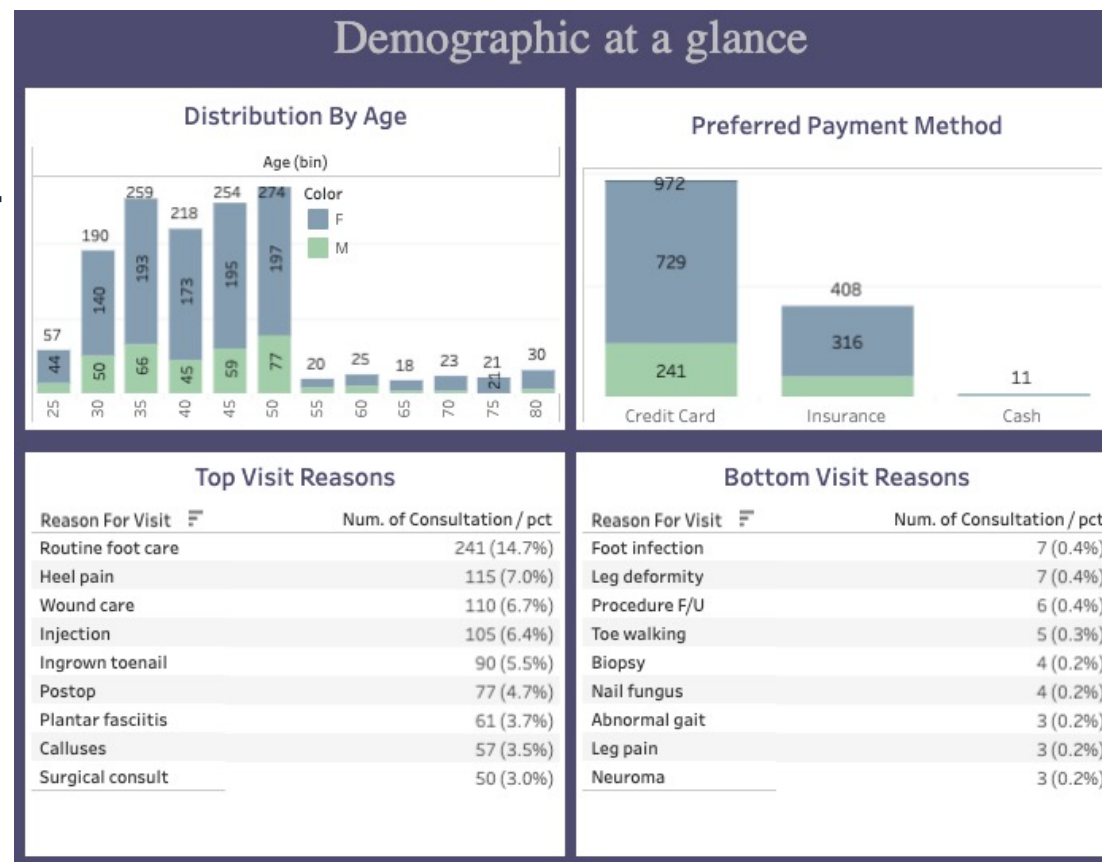 Demographic at a glance
Distribution By Age
Age (bin)
Color
F
M
57 190 259 218 254 274 20 25 18 23 21 30
44 140 193 173 195 197 21
50 66 45 59 77
25 30 35 40 45 50 55 60 65 70 75 80
Preferred Payment Method
972
729
241
408
316
11
Credit Card Insurance Cash
Top Visit Reasons
Reason For Visit Num. of Consultation / pct
Routine foot care 241 (14.7%)
Heel pain 115 (7.0%)
Wound care 110 (6.7%)
Injection 105 (6.4%)
Ingrown toenail 90 (5.5%)
Postop 77 (4.7%)
Plantar fasciitis 61 (3.7%)
Calluses 57 (3.5%)
Surgical consult 50 (3.0%)
Bottom Visit Reasons
Reason For Visit Num. of Consultation / pct
Foot infection 7 (0.4%)
Leg deformity 7 (0.4%)
Procedure F/U 6 (0.4%)
Toe walking 5 (0.3%)
Biopsy 4 (0.2%)
Nail fungus 4 (0.2%)
Abnormal gait 3 (0.2%)
Leg pain 3 (0.2%)
Neuroma 3 (0.2%)